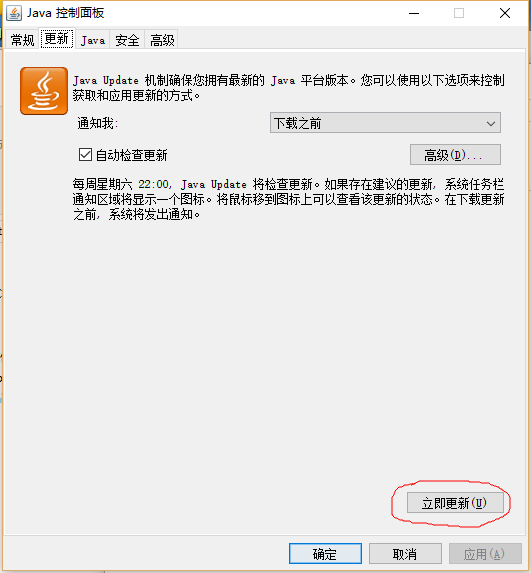 Java 控制面板
常规 更新 Java 安全 高级
Java Update 机制确保您拥有最新的 Java 平台版本。您可以使用以下选项来控制
获取和应用更新的方式。
通知我: 下载之前
自动检查更新 高级(D)...
每周星期六 22:00, Java Update 将检查更新。如果存在建议的更新, 系统任务栏
通知区域将显示一个图标。将鼠标移到图标上可以查看该更新的状态。在下载更新
之前, 系统将发出通知。
立即更新(U)
确定 取消 应用(A)